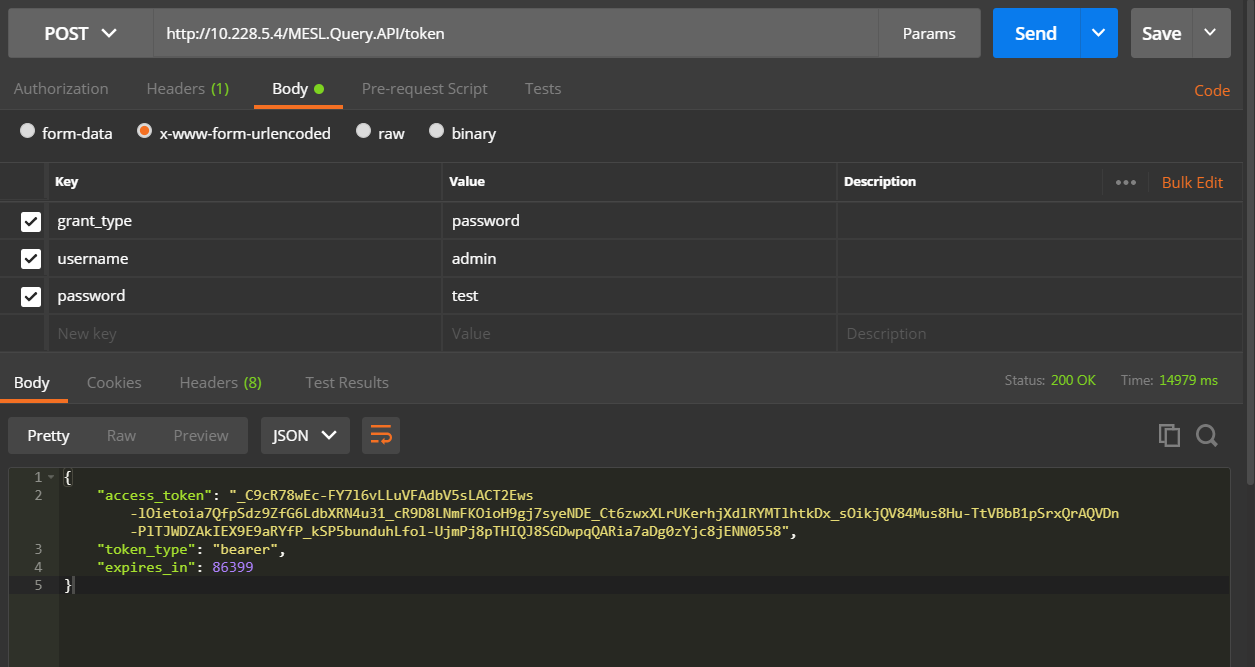 POST http://10.228.5.4/MESL.Query.API/token Params Send Save
Authorization Headers (1) Body Pre-request Script Tests Code
form-data x-www-form-urlencoded raw binary
Key Value Description Bulk Edit
grant_type password
username admin
password test
New key Value Description
Body Cookies Headers (8) Test Results Status: 200 OK Time: 14979 ms
Pretty Raw Preview JSON
1 {
2 "access_token": "_C9cR78wEc-FY7l6vLLuVFAdbV5sLACT2Ews
-lOietoia7QfpSdz9ZfG6LdbXRN4u31_cR9D8LNmFKOioH9gj7syeNDE_Ct6zwxXLrUKerhjXdlRYMTlhtkDx_sOikjQV84Mus8Hu-TtVBbB1pSrxQrAQVDn
-PlTJWDZAkIEX9E9aRYfP_kSP5bunduhLfol-UjmPj8pTHIQJ8SGDwpqQARia7aDg0zYjc8jENN0558",
3 "token_type": "bearer",
4 "expires_in": 86399
5 }